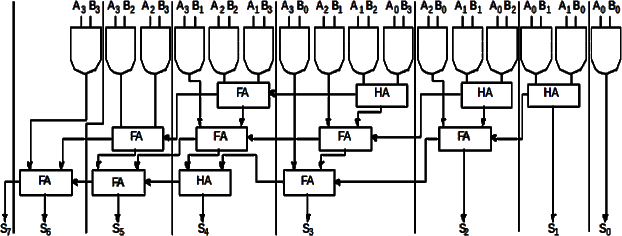 A3 B3 A3 B2 A2 B3 A3 B1 A2 B2 A1 B3 A3 B0 A2 B1 A1 B2 A0 B3 A2 B0 A1 B1 A0 B2 A0 B1 A1 B0 A0 B0
FA HA HA HA
FA FA FA FA
FA FA HA FA
S7 S6 S5 S4 S3 S2 S1 S0